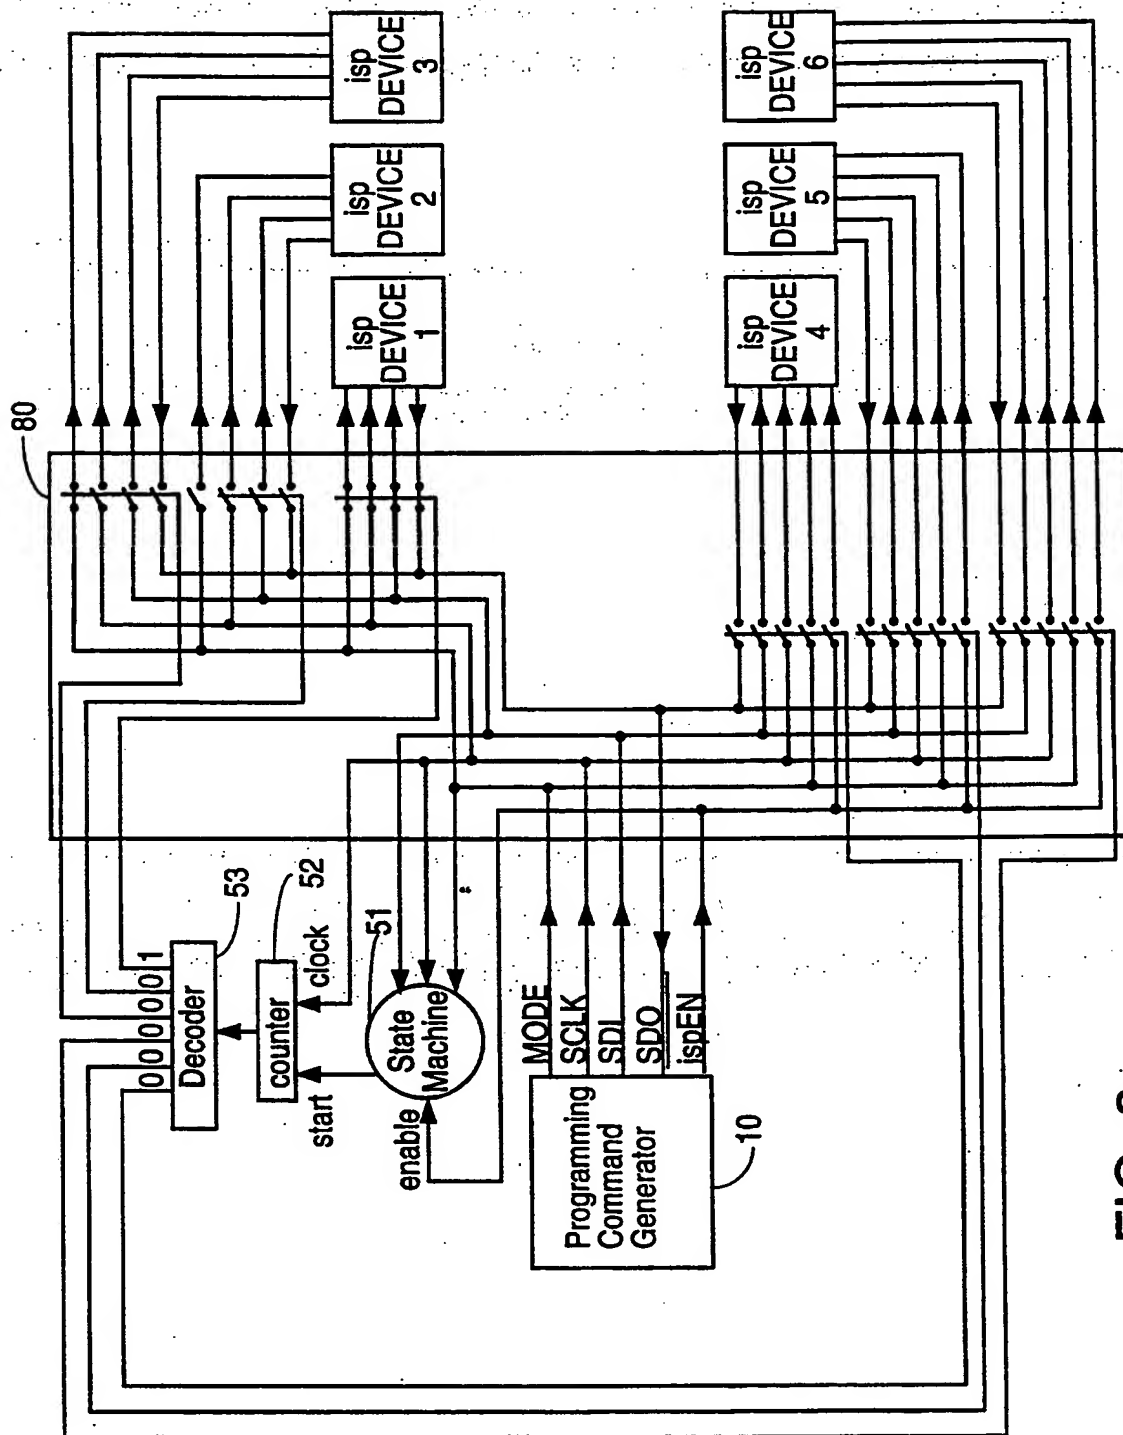 80
isp
DEVICE
3
isp
DEVICE
2
isp
DEVICE
1
isp
DEVICE
6
isp
DEVICE
5
isp
DEVICE
4
53
0 0 0 0 0 1
Decoder
52
counter
clock
start
51
State
Machine
enable
MODE
SCLK
SDI
SDO
ispEN
Programming
Command
Generator
10